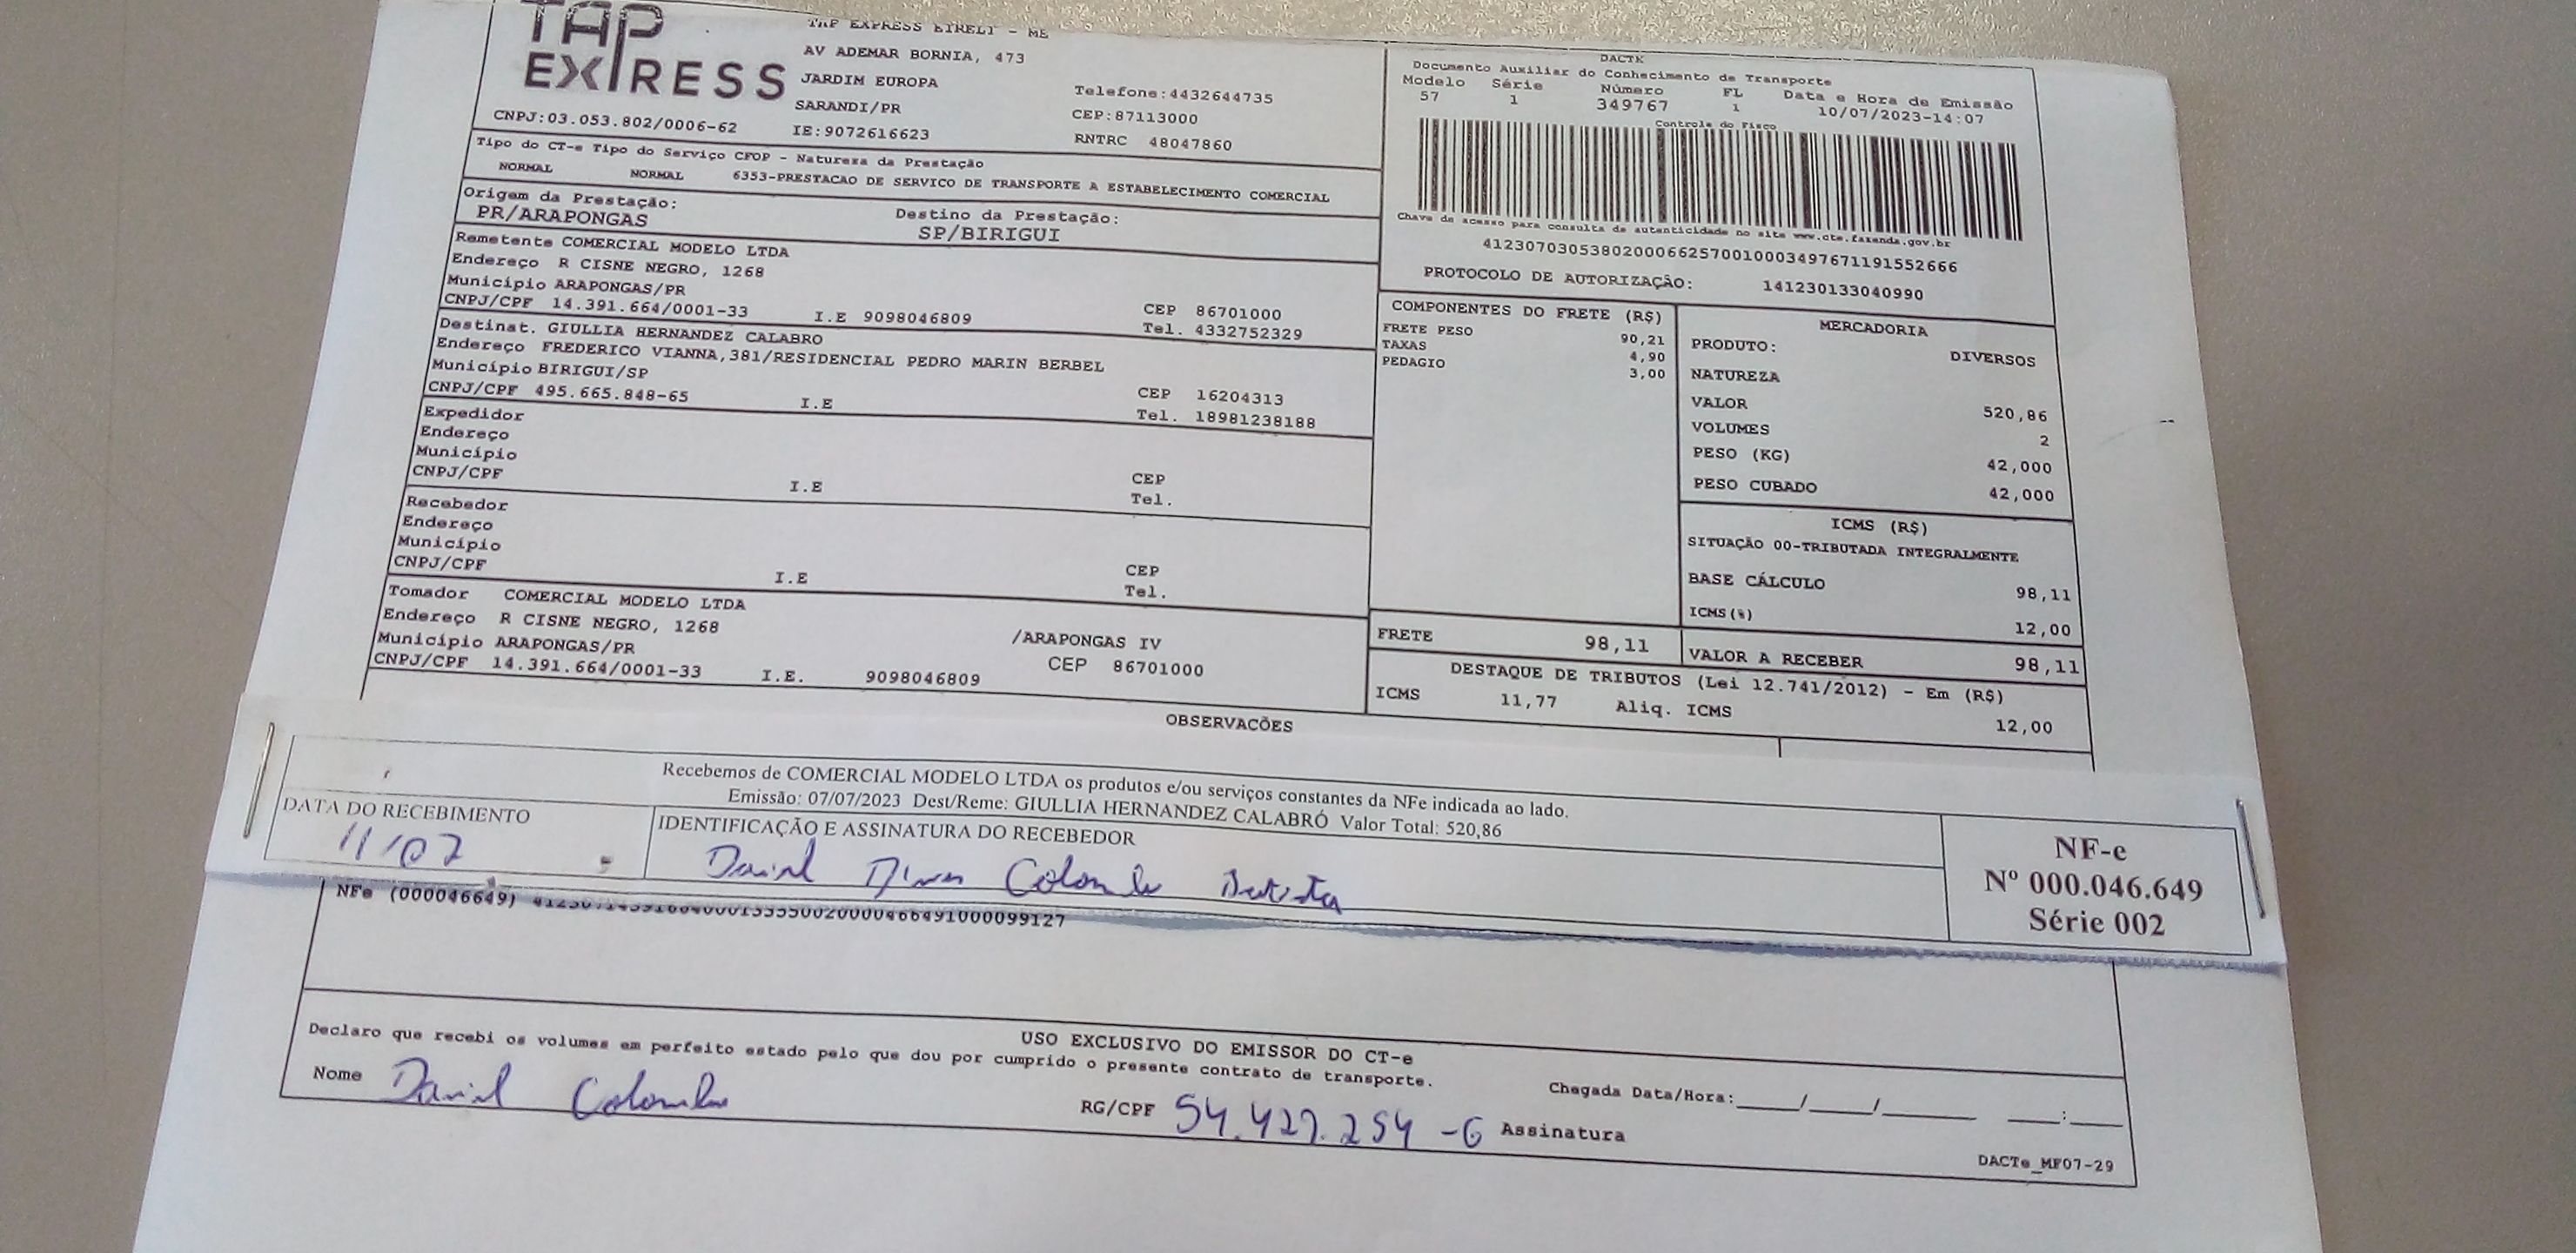 TAP EXPRESS
TAP EXPRESS EIRELI - ME
AV ADEMAR BORNIA, 473
JARDIM EUROPA Telefone:4432644735
SARANDI/PR CEP:87113000
CNPJ:03.053.802/0006-62 IE:9072616623 RNTRC 48047860
DACTE
Documento Auxiliar do Conhecimento de Transporte
Modelo Série Número FL Data e Hora de Emissão
57 1 349767 1 10/07/2023-14:07
Controle do Fisco
Chave de acesso para consulta de autenticidade no site www.cte.fazenda.gov.br
41230703053802000662570010003497671191552666
PROTOCOLO DE AUTORIZAÇÃO: 141230133040990
Tipo do CT-e Tipo do Serviço CFOP - Natureza da Prestação
NORMAL NORMAL 6353-PRESTACAO DE SERVICO DE TRANSPORTE A ESTABELECIMENTO COMERCIAL
Origem da Prestação: Destino da Prestação:
PR/ARAPONGAS SP/BIRIGUI
Remetente COMERCIAL MODELO LTDA
Endereço R CISNE NEGRO, 1268
Município ARAPONGAS/PR CEP 86701000
CNPJ/CPF 14.391.664/0001-33 I.E 9098046809 Tel. 4332752329
Destinat. GIULLIA HERNANDEZ CALABRO
Endereço FREDERICO VIANNA,381/RESIDENCIAL PEDRO MARIN BERBEL
Município BIRIGUI/SP CEP 16204313
CNPJ/CPF 495.665.848-65 I.E Tel. 18981238188
Expedidor
Endereço
Município CEP
CNPJ/CPF I.E Tel.
Recebedor
Endereço
Município CEP
CNPJ/CPF I.E Tel.
Tomador COMERCIAL MODELO LTDA
Endereço R CISNE NEGRO, 1268 /ARAPONGAS IV
Município ARAPONGAS/PR CEP 86701000
CNPJ/CPF 14.391.664/0001-33 I.E. 9098046809
COMPONENTES DO FRETE (R$)
FRETE PESO 90,21
TAXAS 4,90
PEDAGIO 3,00
MERCADORIA
PRODUTO: DIVERSOS
NATUREZA
VALOR 520,86
VOLUMES 2
PESO (KG) 42,000
PESO CUBADO 42,000
ICMS (R$)
SITUAÇÃO 00-TRIBUTADA INTEGRALMENTE
BASE CÁLCULO 98,11
ICMS(%) 12,00
FRETE 98,11 VALOR A RECEBER 98,11
DESTAQUE DE TRIBUTOS (Lei 12.741/2012) - Em (R$)
ICMS 11,77 Aliq. ICMS 12,00
OBSERVAÇÕES
Recebemos de COMERCIAL MODELO LTDA os produtos e/ou serviços constantes da NFe indicada ao lado.
Emissão: 07/07/2023 Dest/Reme: GIULLIA HERNANDEZ CALABRÓ Valor Total: 520,86
DATA DO RECEBIMENTO IDENTIFICAÇÃO E ASSINATURA DO RECEBEDOR
11/07 Daniel Colombo Batista
NF-e
Nº 000.046.649
Série 002
NFe (000046649) 41230714391664000133550020000466491000099127
USO EXCLUSIVO DO EMISSOR DO CT-e
Declaro que recebi os volumes em perfeito estado pelo que dou por cumprido o presente contrato de transporte.
Nome Daniel Colombo RG/CPF 54.427.254-6 Assinatura Chegada Data/Hora:____/____/______ ___:___
DACTe_MF07-29